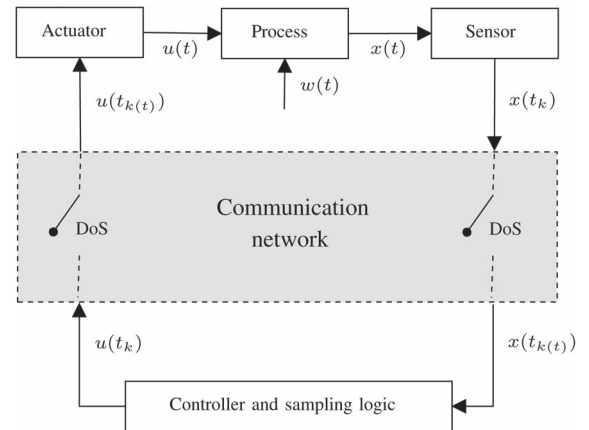 Actuator
Process
Sensor
u(t)
x(t)
w(t)
u(t_{k(t)})
x(t_k)
Communication
network
DoS
DoS
u(t_k)
x(t_{k(t)})
Controller and sampling logic